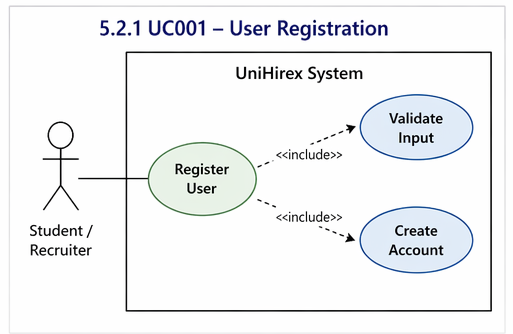 5.2.1 UC001 – User Registration
UniHirex System
Validate
Input
<<include>>
Register
User
<<include>>
Student /
Recruiter
Create
Account